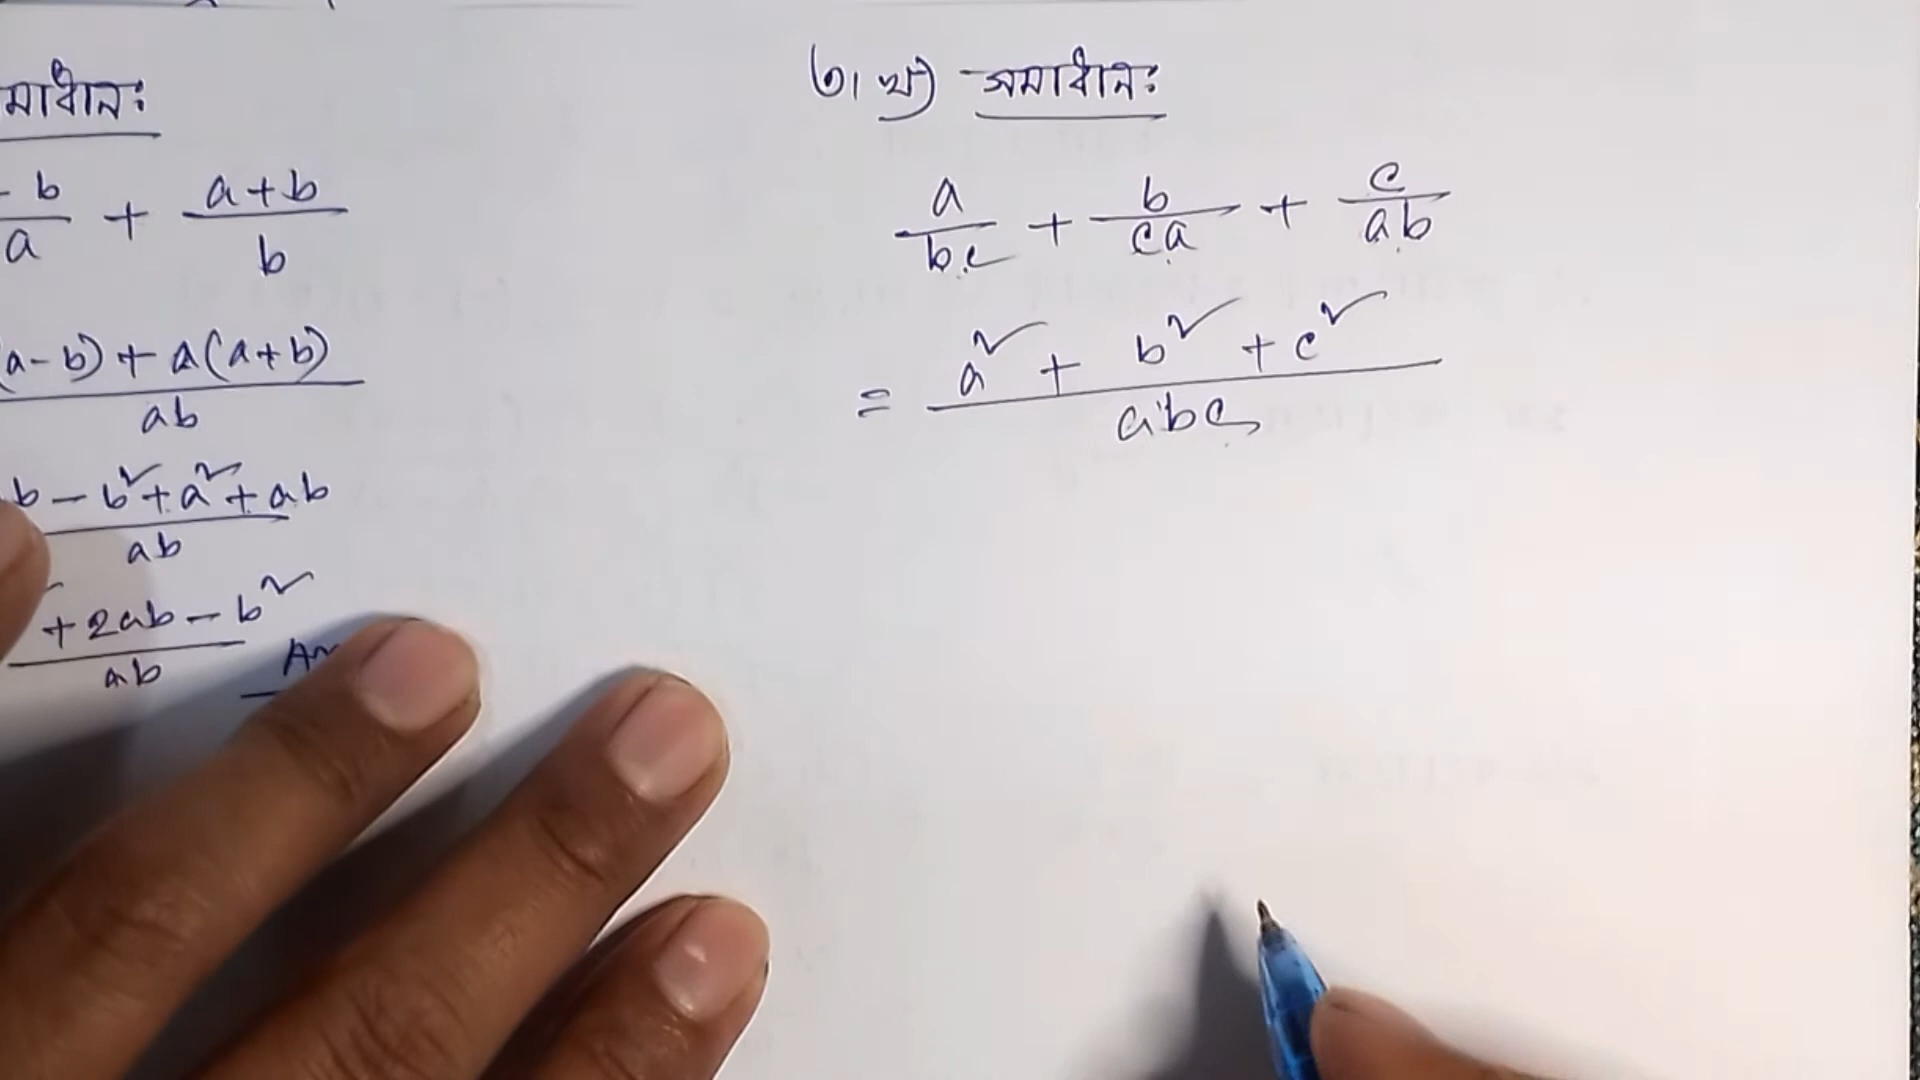 মাধানঃ
- b/a + (a+b)/b
(a-b) + a(a+b)/ab
b - b² + a² + ab/ab
+ 2ab - b²/ab
৩। খ) সমাধানঃ
a/bc + b/ca + c/ab
= a² + b² + c²/abc